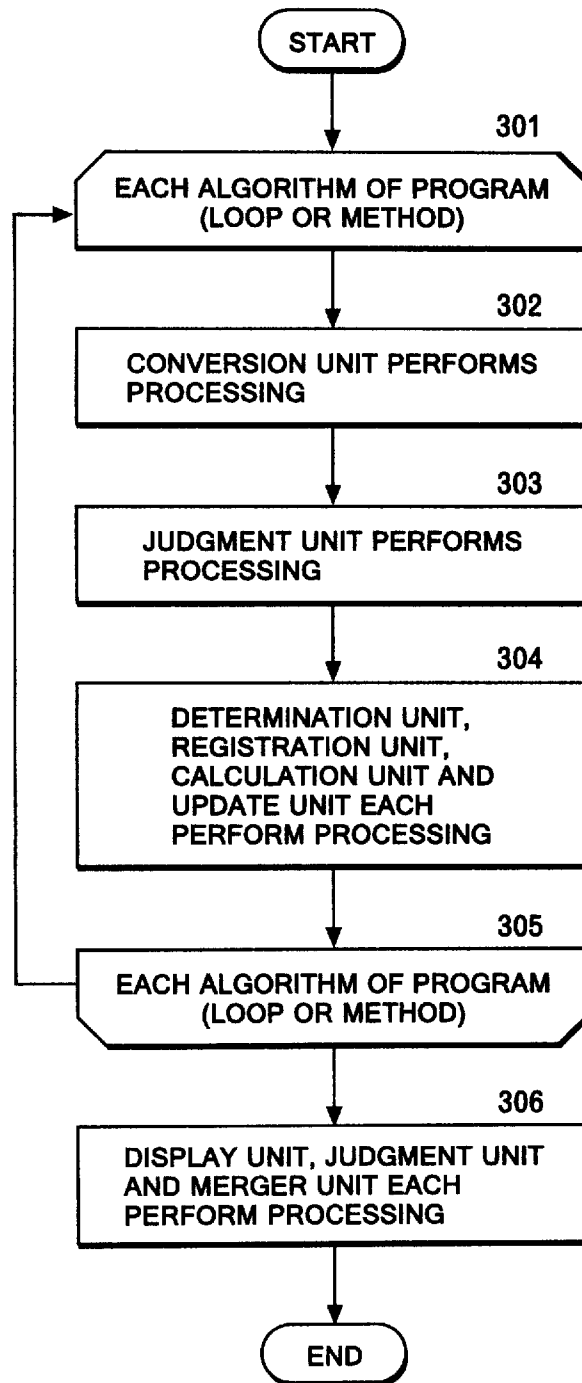 START
301
EACH ALGORITHM OF PROGRAM
(LOOP OR METHOD)
302
CONVERSION UNIT PERFORMS
PROCESSING
303
JUDGMENT UNIT PERFORMS
PROCESSING
304
DETERMINATION UNIT,
REGISTRATION UNIT,
CALCULATION UNIT AND
UPDATE UNIT EACH
PERFORM PROCESSING
305
EACH ALGORITHM OF PROGRAM
(LOOP OR METHOD)
306
DISPLAY UNIT, JUDGMENT UNIT
AND MERGER UNIT EACH
PERFORM PROCESSING
END